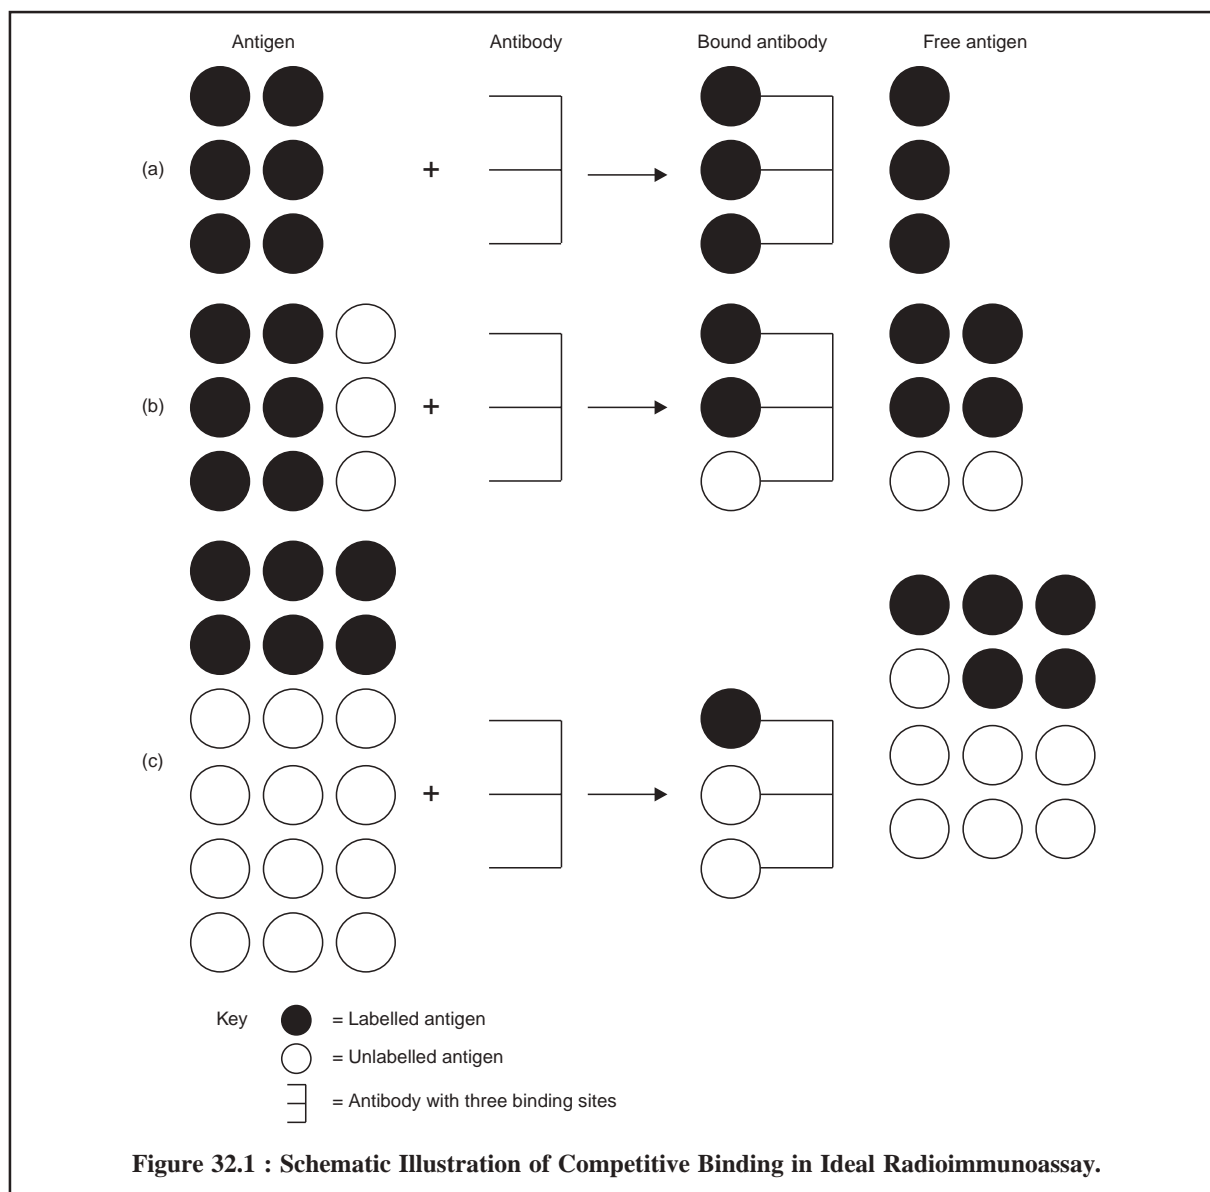 Antigen Antibody Bound antibody Free antigen
(a) +
(b) +
(c) +
Key = Labelled antigen
= Unlabelled antigen
= Antibody with three binding sites
Figure 32.1 : Schematic Illustration of Competitive Binding in Ideal Radioimmunoassay.